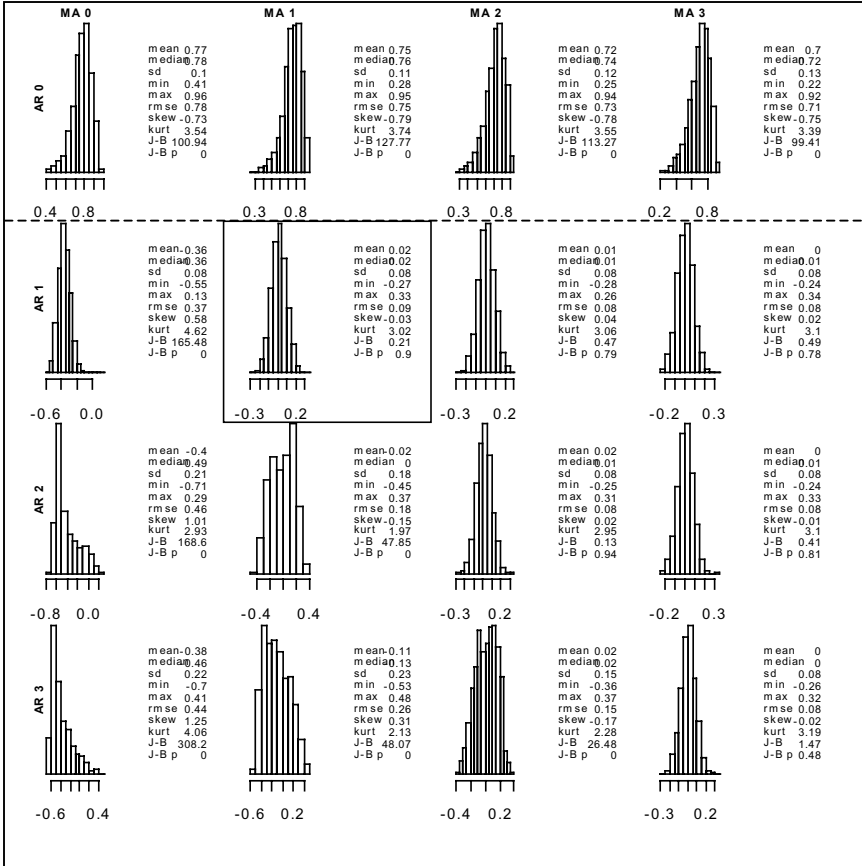 MA 0 MA 1 MA 2 MA 3
AR 0
mean 0.77
median 0.78
sd 0.1
min 0.41
max 0.96
rmse 0.78
skew -0.73
kurt 3.54
J-B 100.94
J-B p 0
0.4 0.8
mean 0.75
median 0.76
sd 0.11
min 0.28
max 0.95
rmse 0.75
skew -0.79
kurt 3.74
J-B 127.77
J-B p 0
0.3 0.8
mean 0.72
median 0.74
sd 0.12
min 0.25
max 0.94
rmse 0.73
skew -0.78
kurt 3.55
J-B 113.27
J-B p 0
0.3 0.8
mean 0.7
median 0.72
sd 0.13
min 0.22
max 0.92
rmse 0.71
skew -0.75
kurt 3.39
J-B 99.41
J-B p 0
0.2 0.8
AR 1
mean -0.36
median -0.36
sd 0.08
min -0.55
max 0.13
rmse 0.37
skew 0.58
kurt 4.62
J-B 165.48
J-B p 0
-0.6 0.0
mean 0.02
median 0.02
sd 0.08
min -0.27
max 0.33
rmse 0.09
skew -0.03
kurt 3.02
J-B 0.21
J-B p 0.9
-0.3 0.2
mean 0.01
median 0.01
sd 0.08
min -0.28
max 0.26
rmse 0.08
skew 0.04
kurt 3.06
J-B 0.47
J-B p 0.79
-0.3 0.2
mean 0
median 0.01
sd 0.08
min -0.24
max 0.34
rmse 0.08
skew 0.02
kurt 3.1
J-B 0.49
J-B p 0.78
-0.2 0.3
AR 2
mean -0.4
median -0.49
sd 0.21
min -0.71
max 0.29
rmse 0.46
skew 1.01
kurt 2.93
J-B 168.6
J-B p 0
-0.8 0.0
mean -0.02
median 0
sd 0.18
min -0.45
max 0.37
rmse 0.18
skew -0.15
kurt 1.97
J-B 47.85
J-B p 0
-0.4 0.4
mean 0.02
median 0.01
sd 0.08
min -0.25
max 0.31
rmse 0.08
skew 0.02
kurt 2.95
J-B 0.13
J-B p 0.94
-0.3 0.2
mean 0
median 0.01
sd 0.08
min -0.24
max 0.33
rmse 0.08
skew -0.01
kurt 3.1
J-B 0.41
J-B p 0.81
-0.2 0.3
AR 3
mean -0.38
median -0.46
sd 0.22
min -0.7
max 0.41
rmse 0.44
skew 1.25
kurt 4.06
J-B 308.2
J-B p 0
-0.6 0.4
mean -0.11
median -0.13
sd 0.23
min -0.53
max 0.48
rmse 0.26
skew 0.31
kurt 2.13
J-B 48.07
J-B p 0
-0.6 0.2
mean 0.02
median 0.02
sd 0.15
min -0.36
max 0.37
rmse 0.15
skew -0.17
kurt 2.28
J-B 26.48
J-B p 0
-0.4 0.2
mean 0
median 0
sd 0.08
min -0.26
max 0.32
rmse 0.08
skew -0.02
kurt 3.19
J-B 1.47
J-B p 0.48
-0.3 0.2